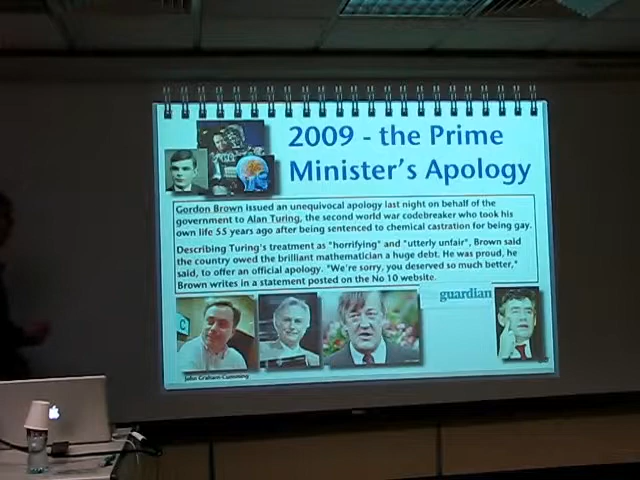 2009 - the Prime
Minister's Apology
Gordon Brown issued an unequivocal apology last night on behalf of the
government to Alan Turing, the second world war codebreaker who took his
own life 55 years ago after being sentenced to chemical castration for being gay.
Describing Turing's treatment as "horrifying" and "utterly unfair", Brown said
the country owed the brilliant mathematician a huge debt. He was proud, he
said, to offer an official apology. "We're sorry, you deserved so much better,"
Brown writes in a statement posted on the No 10 website.
guardian
John Graham-Cumming